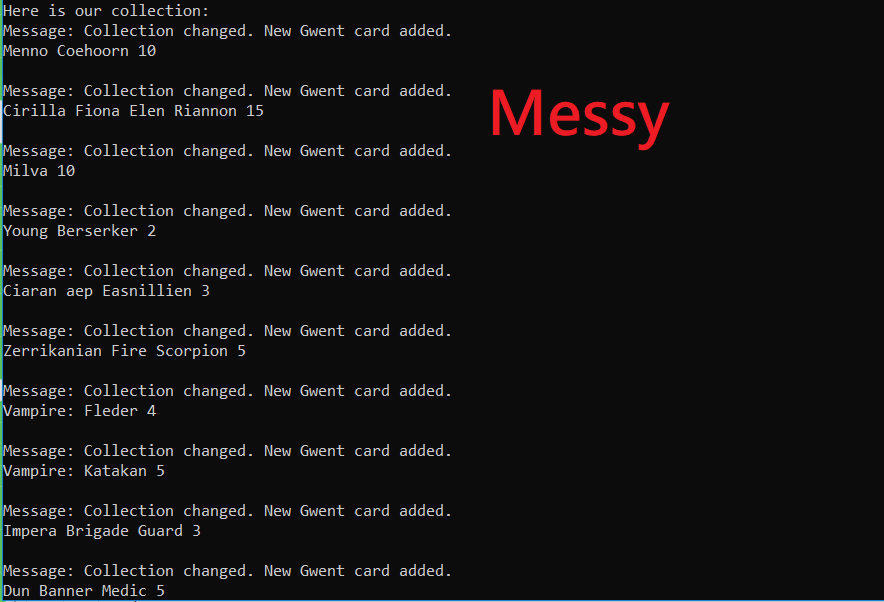 Here is our collection:
Message: Collection changed. New Gwent card added.
Menno Coehoorn 10
Message: Collection changed. New Gwent card added.
Cirilla Fiona Elen Riannon 15
Messy
Message: Collection changed. New Gwent card added.
Milva 10
Message: Collection changed. New Gwent card added.
Young Berserker 2
Message: Collection changed. New Gwent card added.
Ciaran aep Easnillien 3
Message: Collection changed. New Gwent card added.
Zerrikanian Fire Scorpion 5
Message: Collection changed. New Gwent card added.
Vampire: Fleder 4
Message: Collection changed. New Gwent card added.
Vampire: Katakan 5
Message: Collection changed. New Gwent card added.
Impera Brigade Guard 3
Message: Collection changed. New Gwent card added.
Dun Banner Medic 5